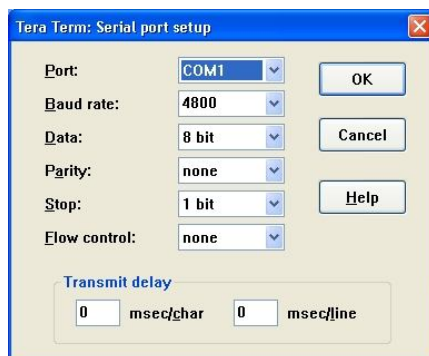 Tera Term: Serial port setup
Port: COM1 OK
Baud rate: 4800
Data: 8 bit Cancel
Parity: none
Stop: 1 bit Help
Flow control: none
Transmit delay
0 msec/char 0 msec/line